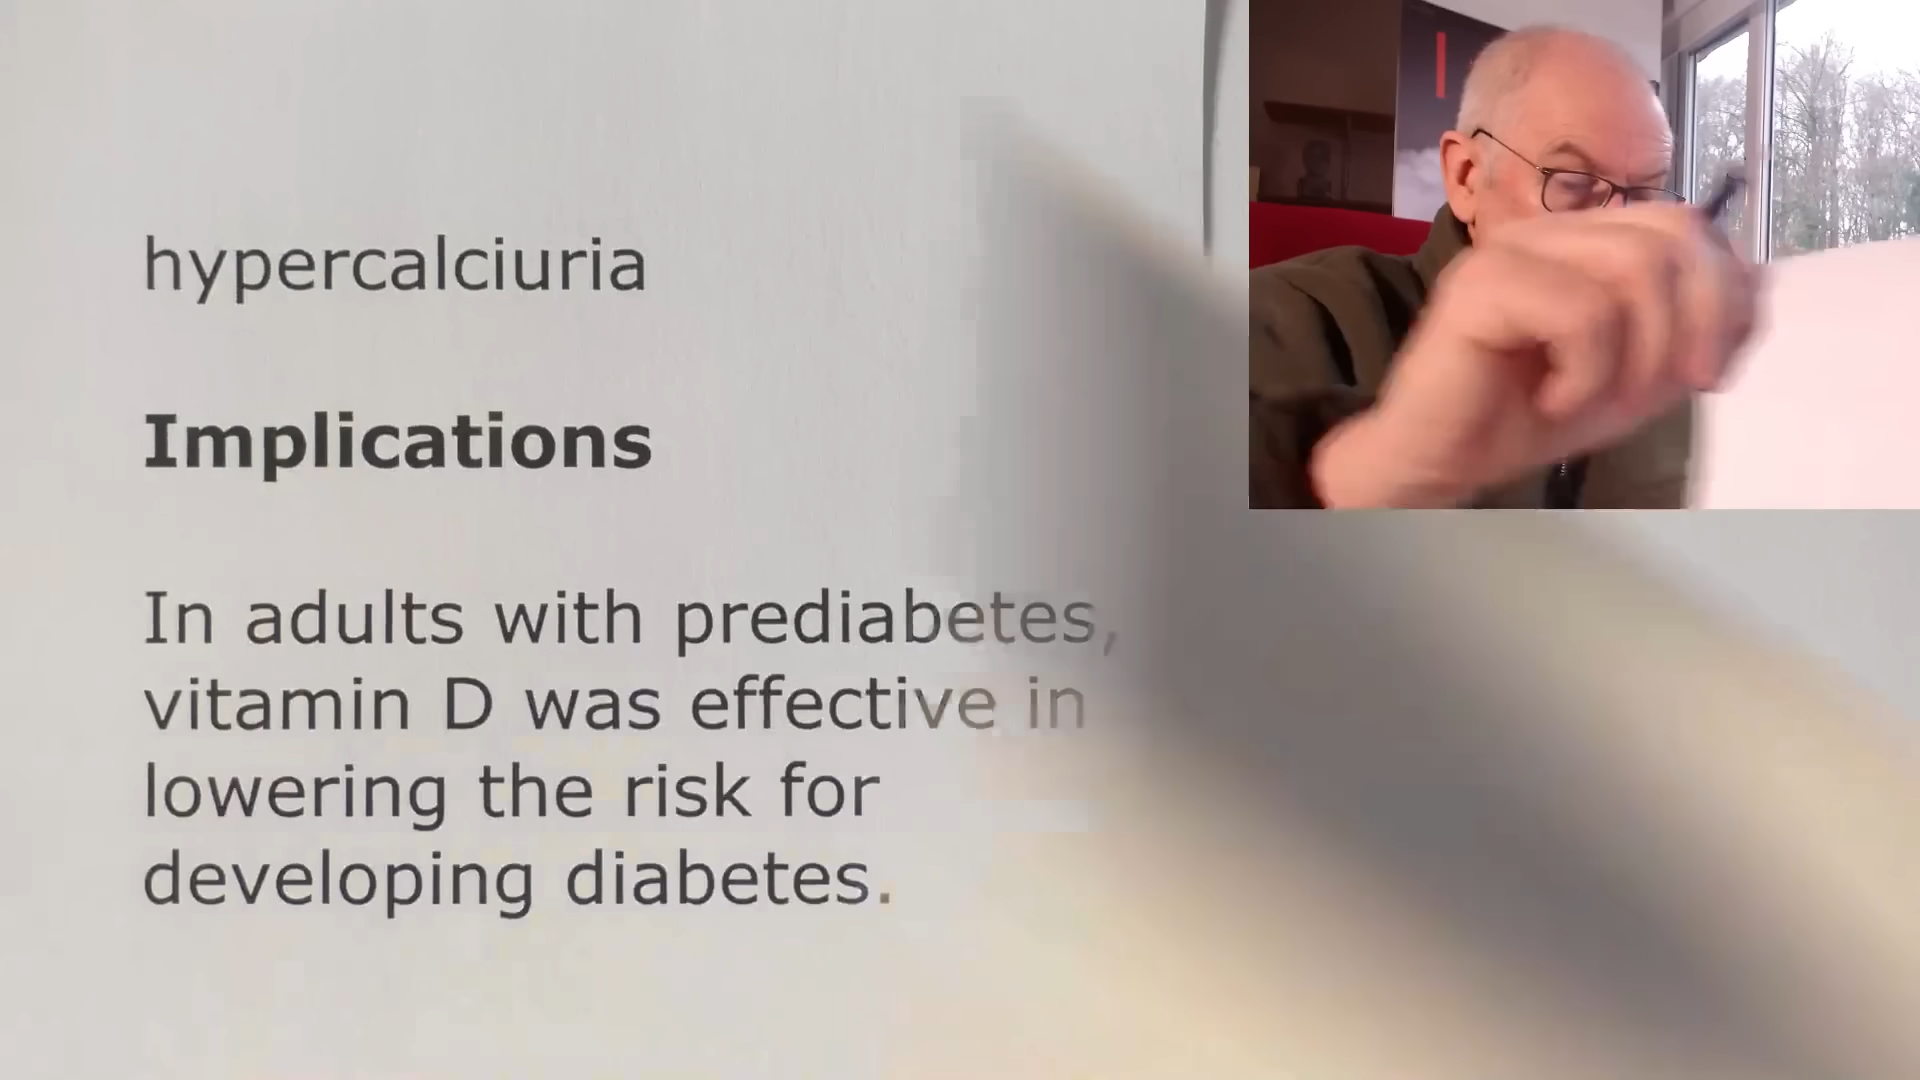 hypercalciuria
Implications
In adults with prediabetes,
vitamin D was effective in
lowering the risk for
developing diabetes.